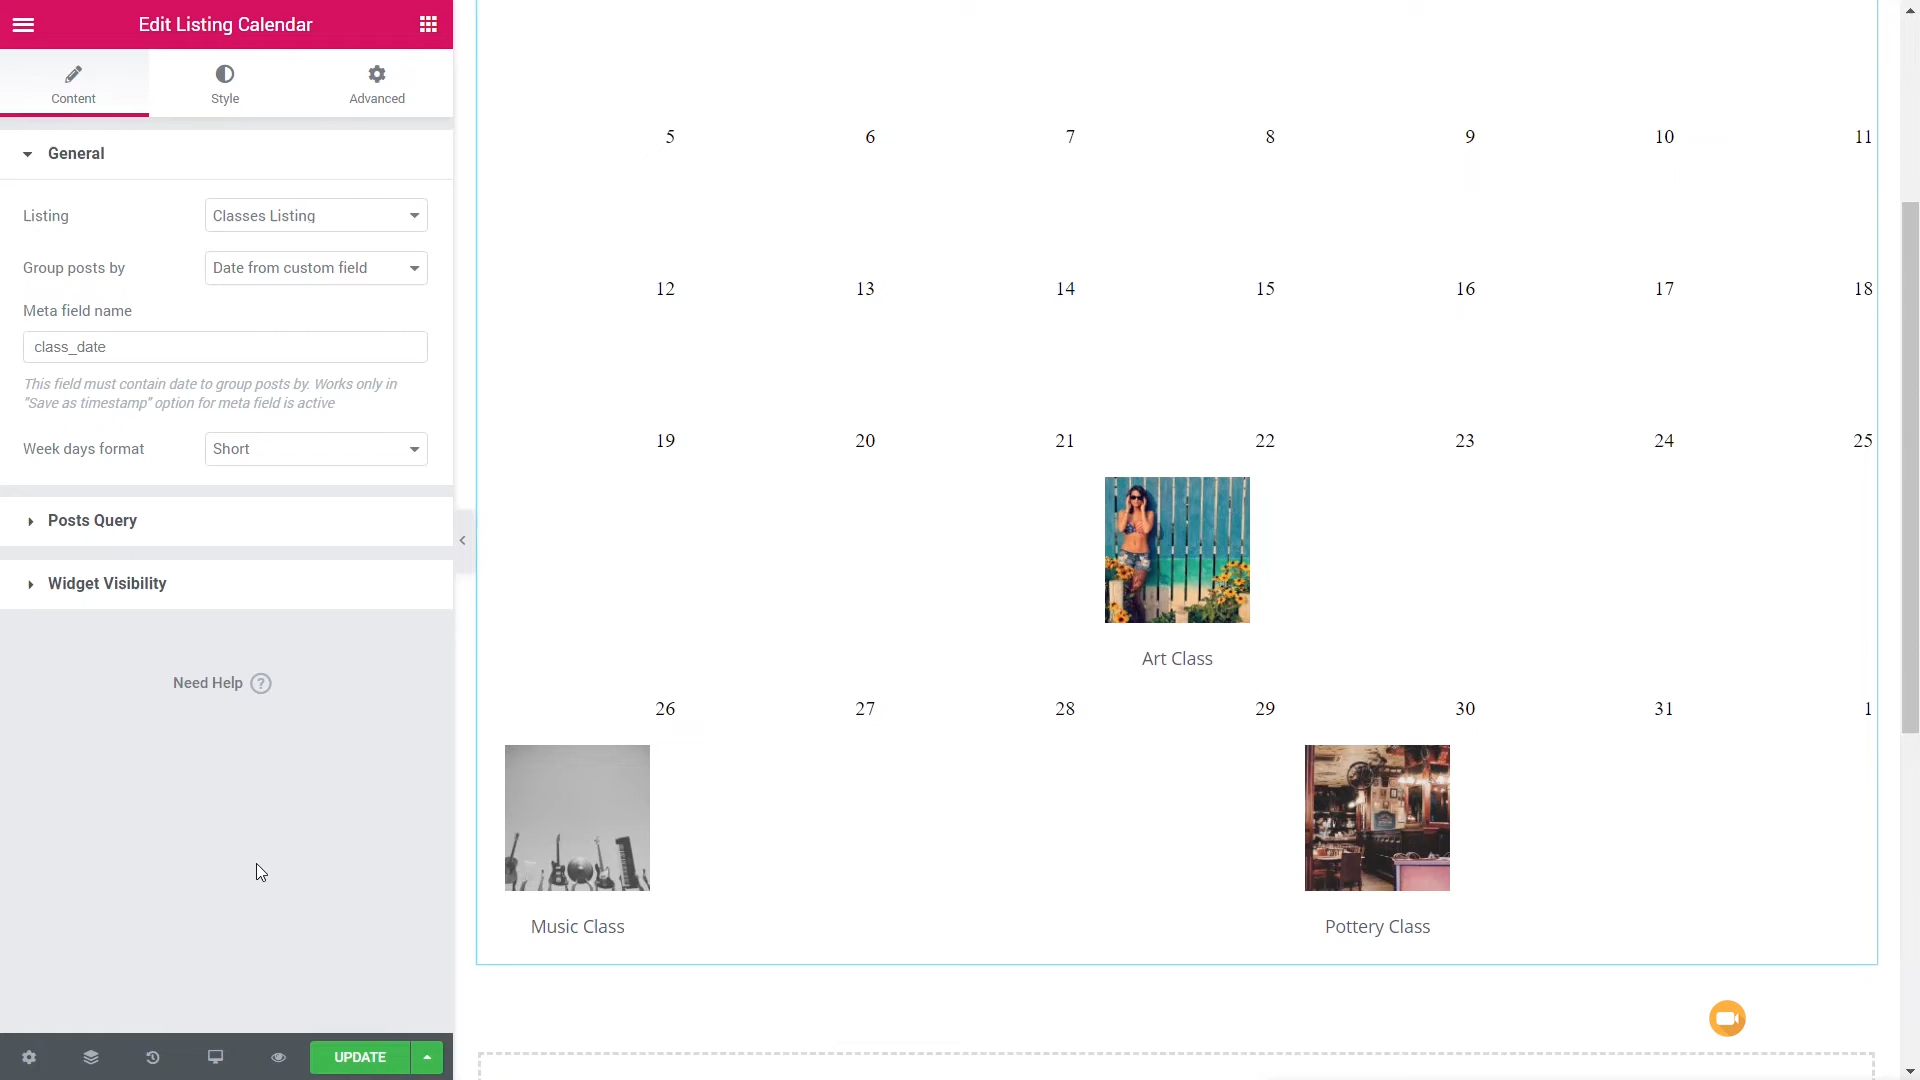 Edit Listing Calendar
Content
Style
Advanced
General
Listing
Classes Listing
Group posts by
Date from custom field
Meta field name
class_date
This field must contain date to group posts by. Works only in
"Save as timestamp" option for meta field is active
Week days format
Short
Posts Query
Widget Visibility
Need Help ?
UPDATE
5 6 7 8 9 10 11
12 13 14 15 16 17 18
19 20 21 22 23 24 25
Art Class
26 27 28 29 30 31 1
Music Class
Pottery Class